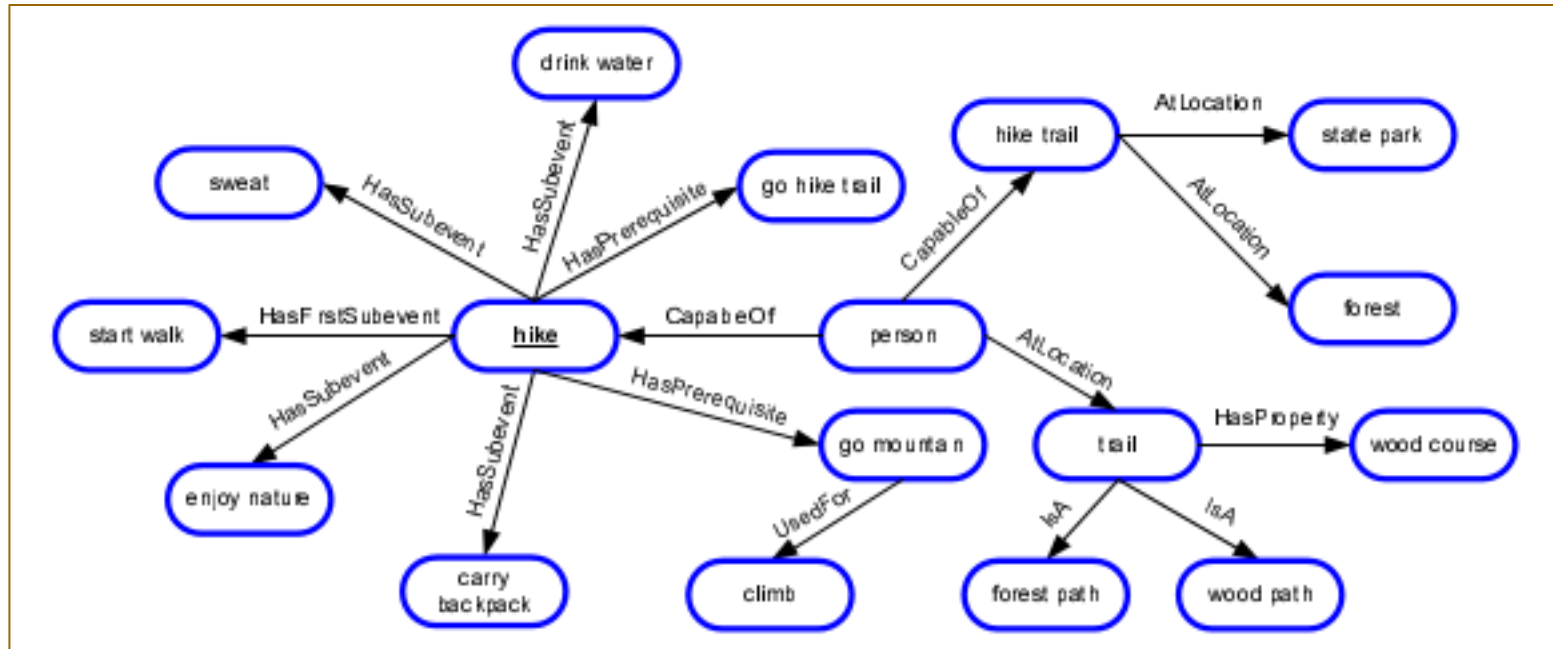 drink water
AtLocation
hike trail
state park
HasSubevent
sweat
HasSubevent
go hike trail
HasPrerequisite
CapableOf
AtLocation
forest
start walk
HasFrstSubevent
hike
CapabeOf
person
AtLocation
HasSubevent
HasPrerequisite
HasProperty
go mountan
trail
wood course
enjoy nature
HasSubevent
UsedFor
IsA
IsA
carry
backpack
climb
forest path
wood path